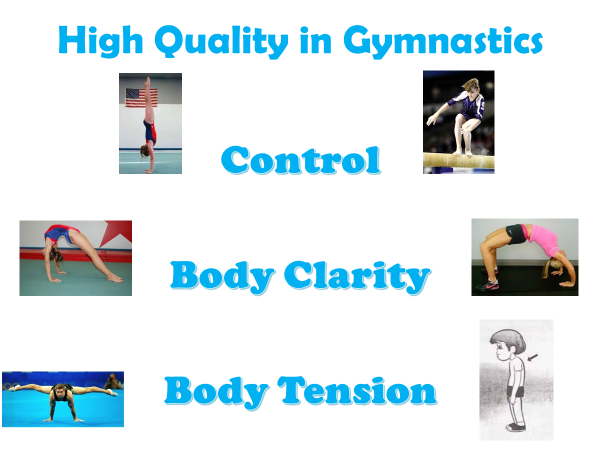 High Quality in Gymnastics
Control
Body Clarity
Body Tension